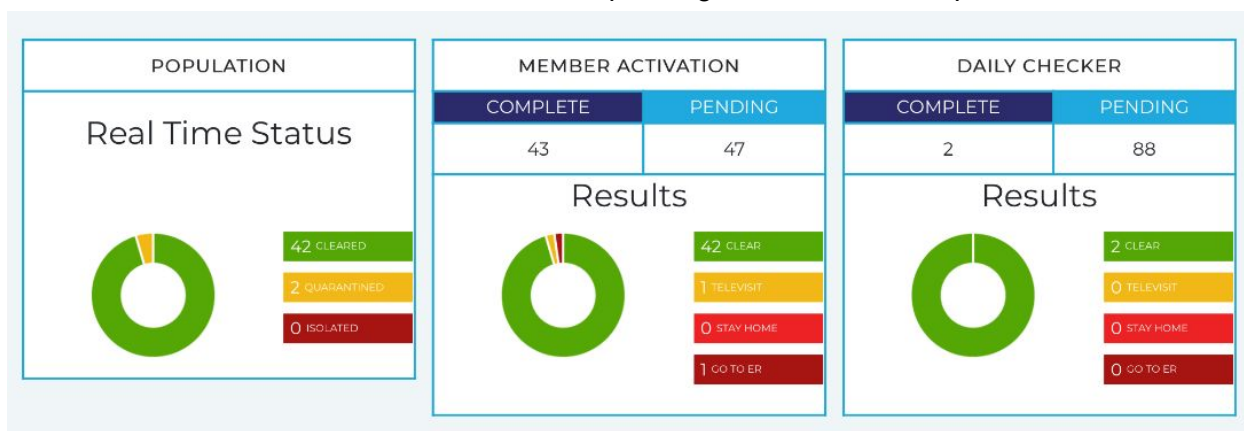 POPULATION
Real Time Status
42 CLEARED
2 QUARANTINED
0 ISOLATED
MEMBER ACTIVATION
COMPLETE PENDING
43 47
Results
42 CLEAR
1 TELEVISIT
0 STAY HOME
1 GO TO ER
DAILY CHECKER
COMPLETE PENDING
2 88
Results
2 CLEAR
0 TELEVISIT
0 STAY HOME
0 GO TO ER